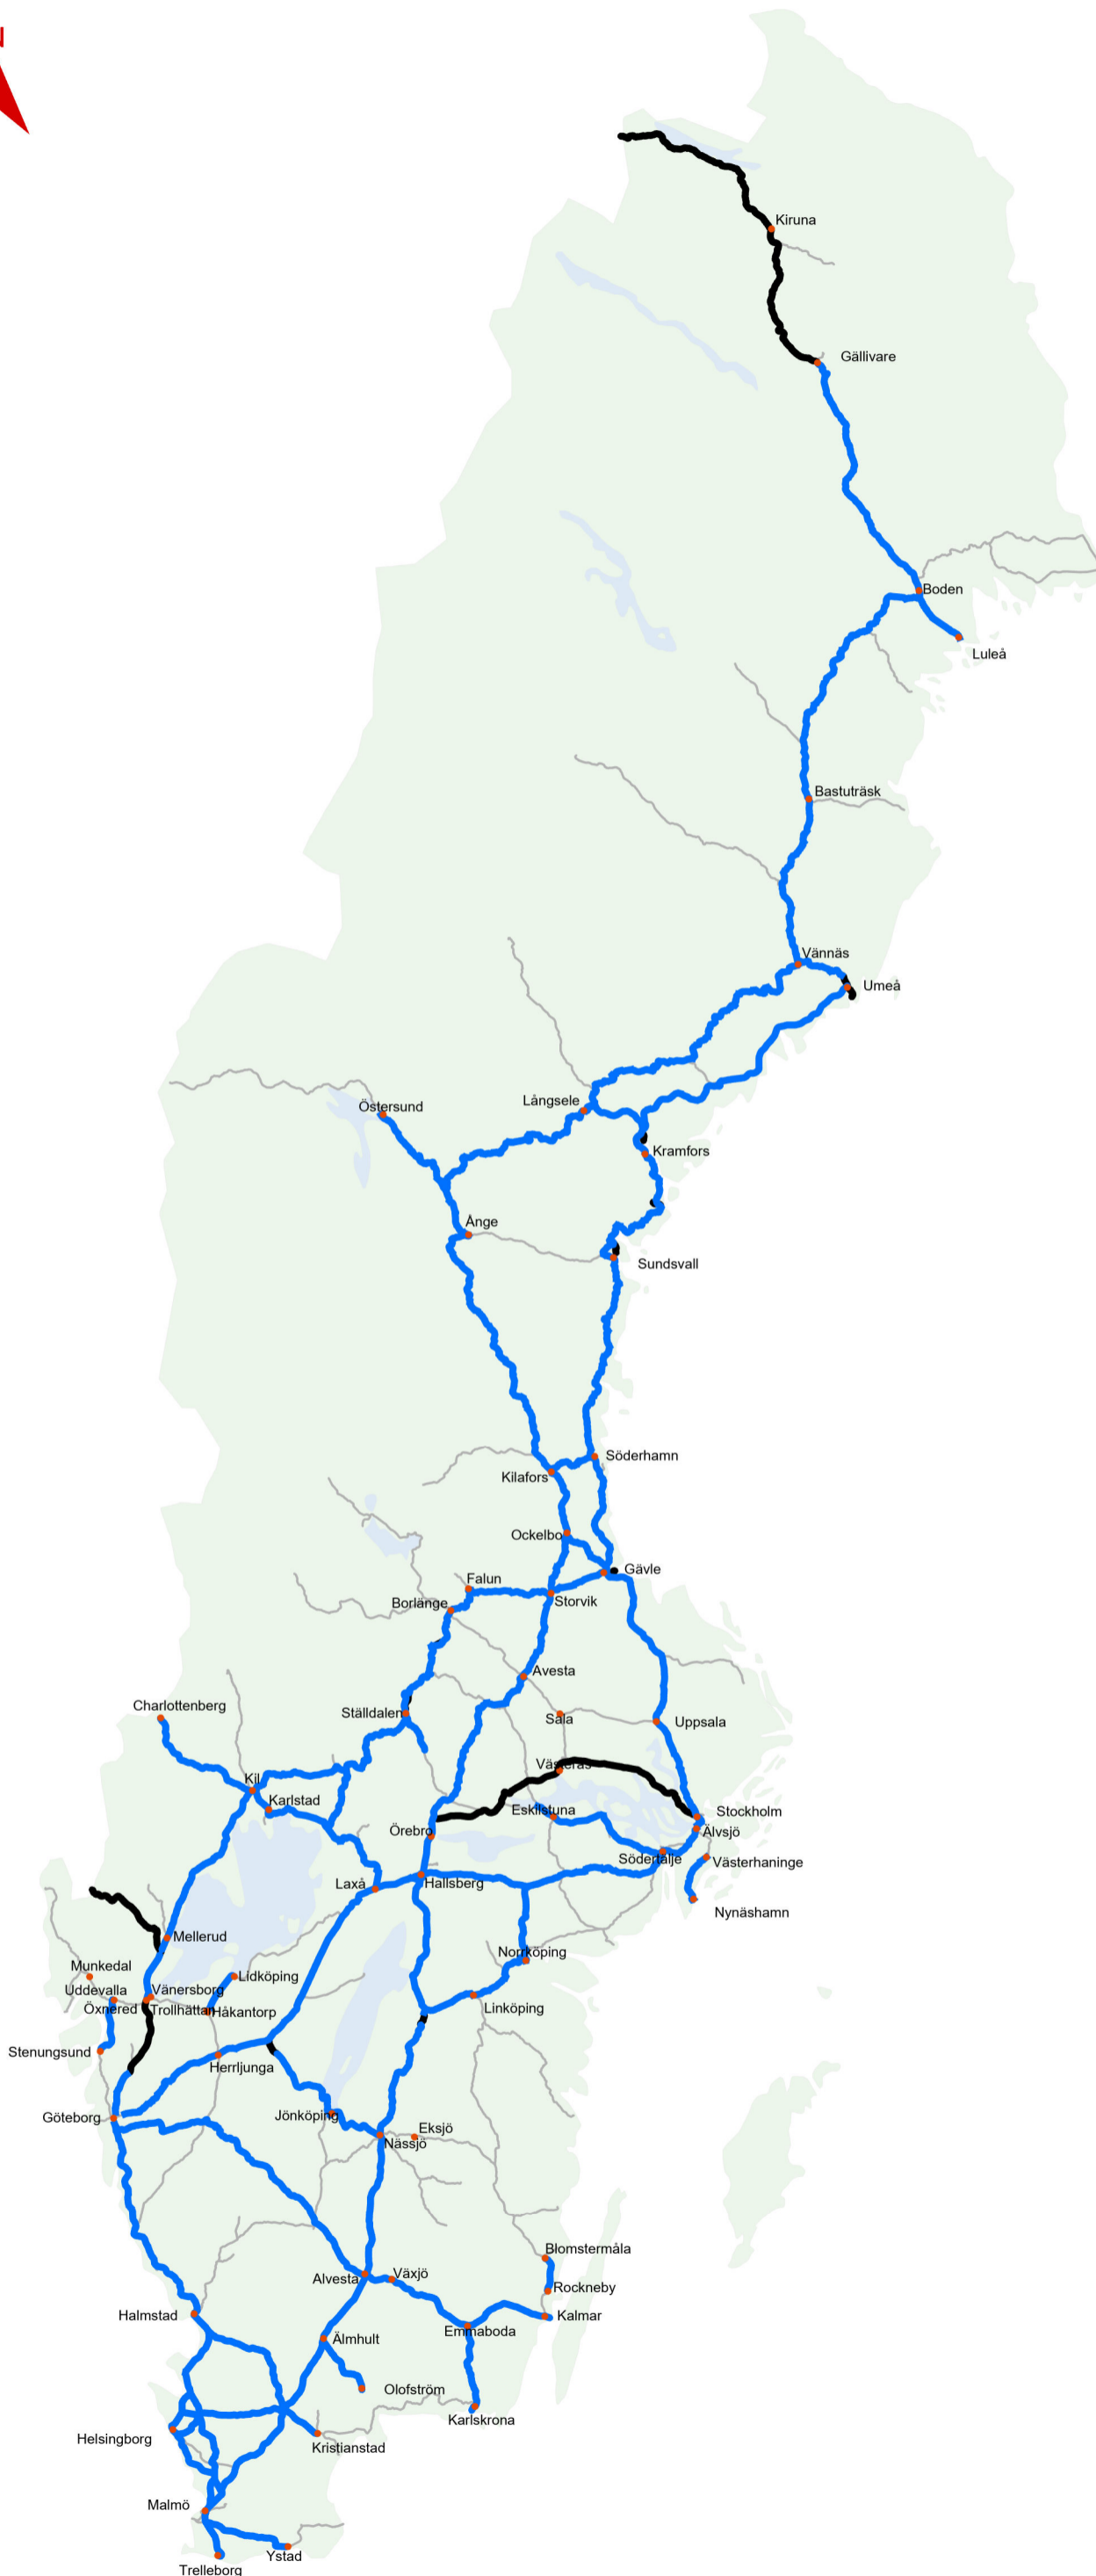 N
Kiruna
Gällivare
Boden
Luleå
Bastuträsk
Vännäs
Umeå
Långsele
Östersund
Kramfors
Ånge
Sundsvall
Söderhamn
Kilafors
Ockelbo
Gävle
Falun
Storvik
Borlänge
Avesta
Charlottenberg
Ställdalen
Sala
Uppsala
Västerås
Kil
Karlstad
Eskilstuna
Stockholm
Örebro
Älvsjö
Södertälje
Västerhaninge
Laxå
Hallsberg
Nynäshamn
Mellerud
Norrköping
Munkedal
Lidköping
Uddevalla
Vänersborg
Öxnered
Trollhättan
Håkantorp
Linköping
Stenungsund
Herrljunga
Göteborg
Jönköping
Eksjö
Nässjö
Blomstermåla
Alvesta
Växjö
Rockneby
Halmstad
Kalmar
Emmaboda
Älmhult
Olofström
Karlskrona
Helsingborg
Kristianstad
Malmö
Ystad
Trelleborg